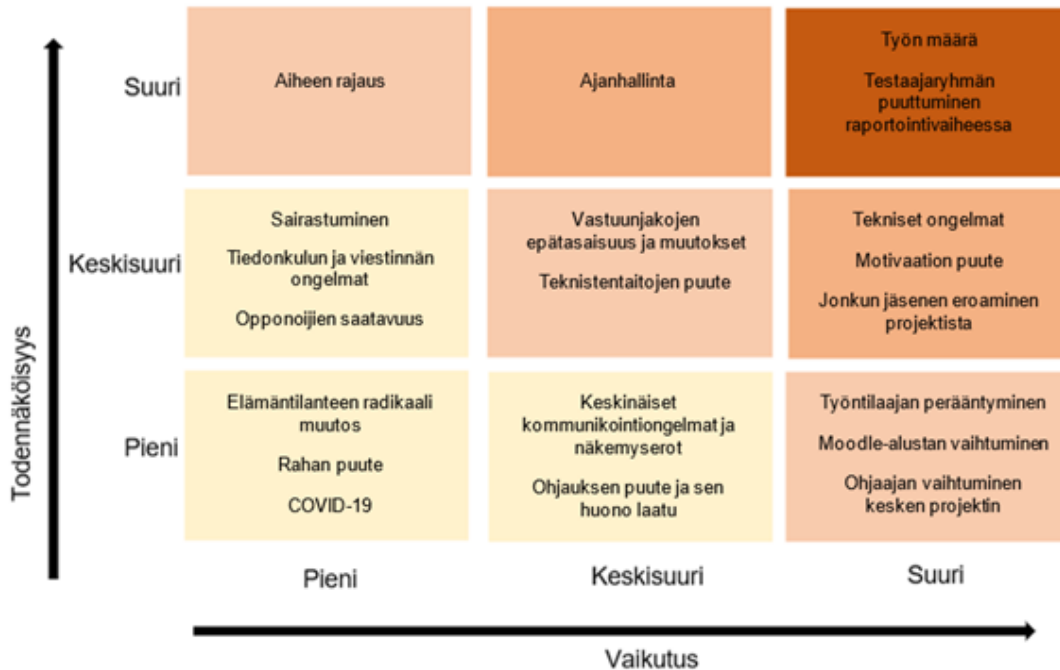 Todennäköisyys
Suuri
Aiheen rajaus
Ajanhallinta
Työn määrä
Testaajaryhmän
puuttuminen
raportointivaiheessa
Keskisuuri
Sairastuminen
Tiedonkulun ja viestinnän
ongelmat
Opponoijien saatavuus
Vastuunjakojen
epätasaisuus ja muutokset
Teknistentaitojen puute
Tekniset ongelmat
Motivaation puute
Jonkun jäsenen eroaminen
projektista
Pieni
Elämäntilanteen radikaali
muutos
Rahan puute
COVID-19
Keskinäiset
kommunikointiongelmat ja
näkemyserot
Ohjauksen puute ja sen
huono laatu
Työntilaajan perääntyminen
Moodle-alustan vaihtuminen
Ohjaajan vaihtuminen
kesken projektin
Pieni
Keskisuuri
Suuri
Vaikutus